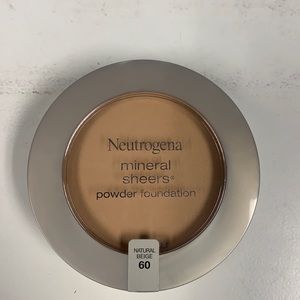 Neutrogena
mineral
sheers®
powder foundation
NATURAL
BEIGE
60